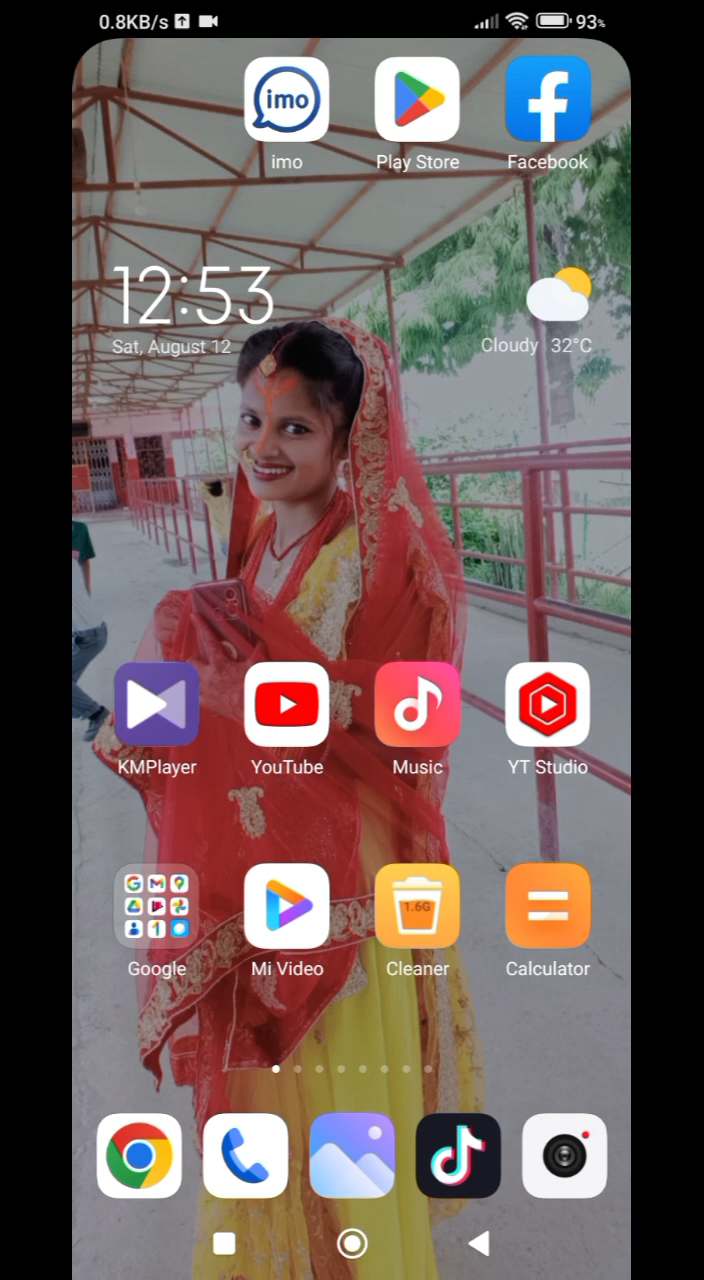 0.8KB/s
93%
imo
imo
Play Store
Facebook
12:53
Sat, August 12
Cloudy 32°C
KMPlayer
YouTube
Music
YT Studio
1.6G
Google
Mi Video
Cleaner
Calculator